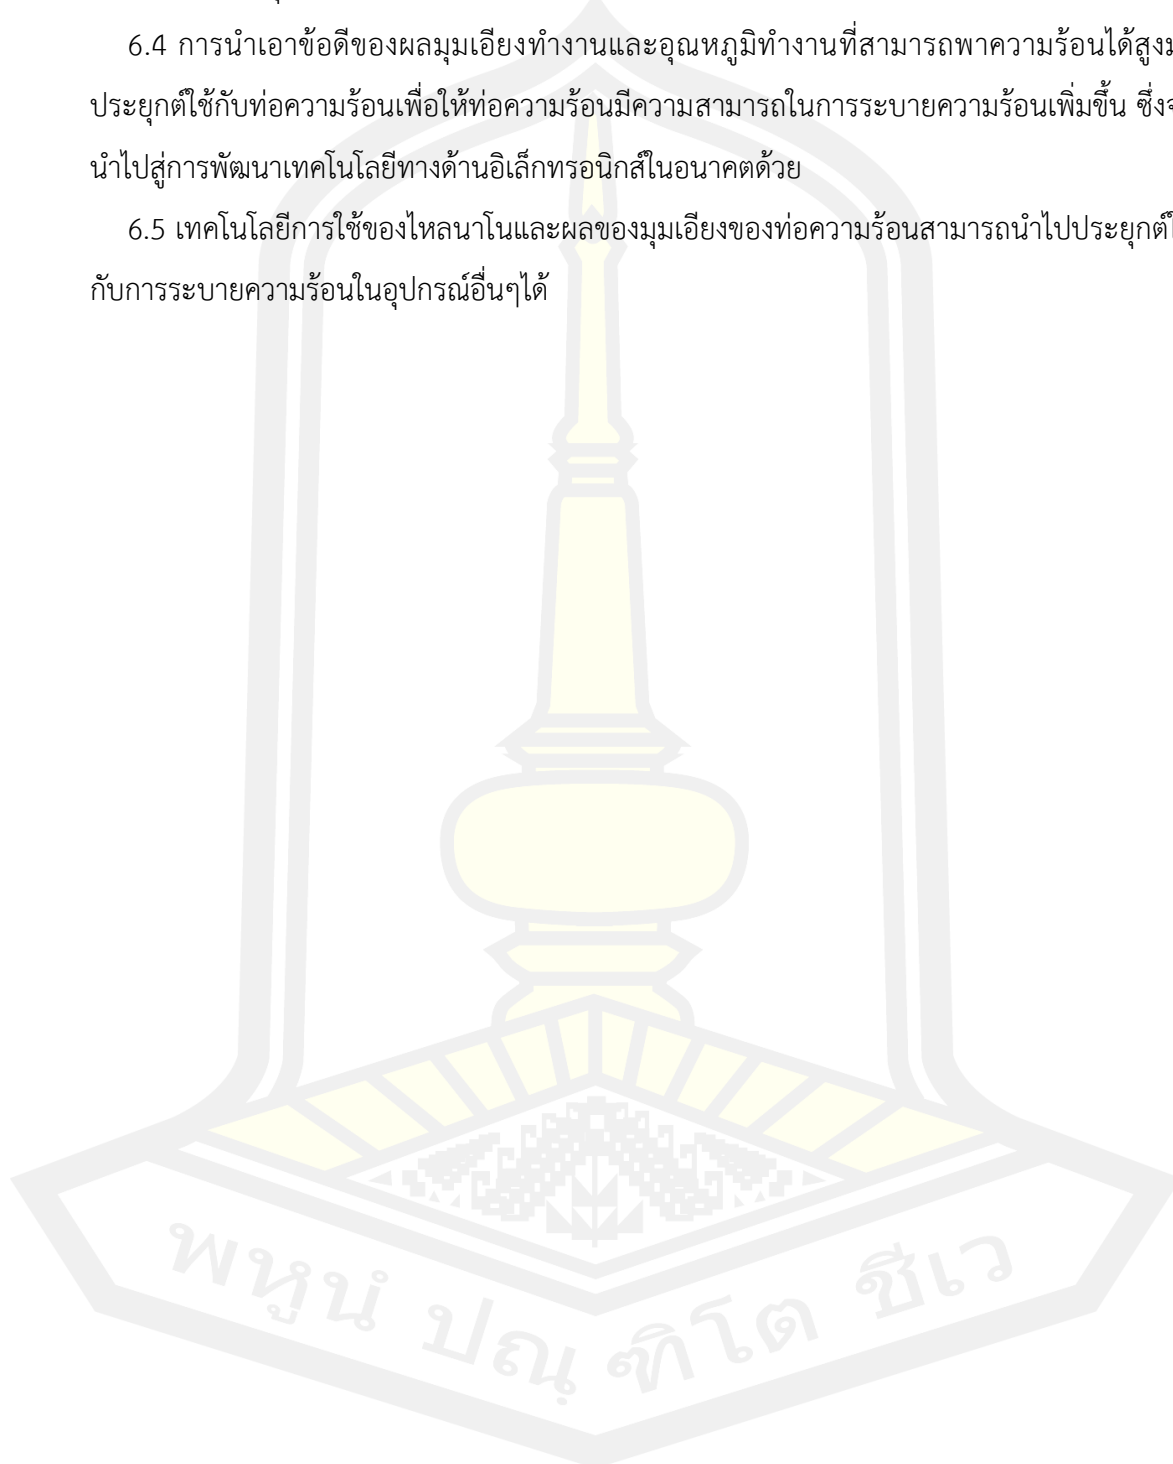 6.4 การนำเอาข้อดีของผลมุมเอียงทำงานและอุณหภูมิทำงานที่สามารถพาความร้อนได้สูง
ประยุกต์ใช้กับท่อความร้อนเพื่อให้ท่อความร้อนมีความสามารถในการระบายความร้อนเพิ่มขึ้น
นำไปสู่การพัฒนาเทคโนโลยีทางด้านอิเล็กทรอนิกส์ในอนาคตด้วย
6.5 เทคโนโลยีการใช้ของไหลนาโนและผลของมุมเอียงของท่อความร้อนสามารถนำไปประยุกต์
กับการระบายความร้อนในอุปกรณ์อื่นๆได้
พหูนํ ปณฺฑิโต ชีเว